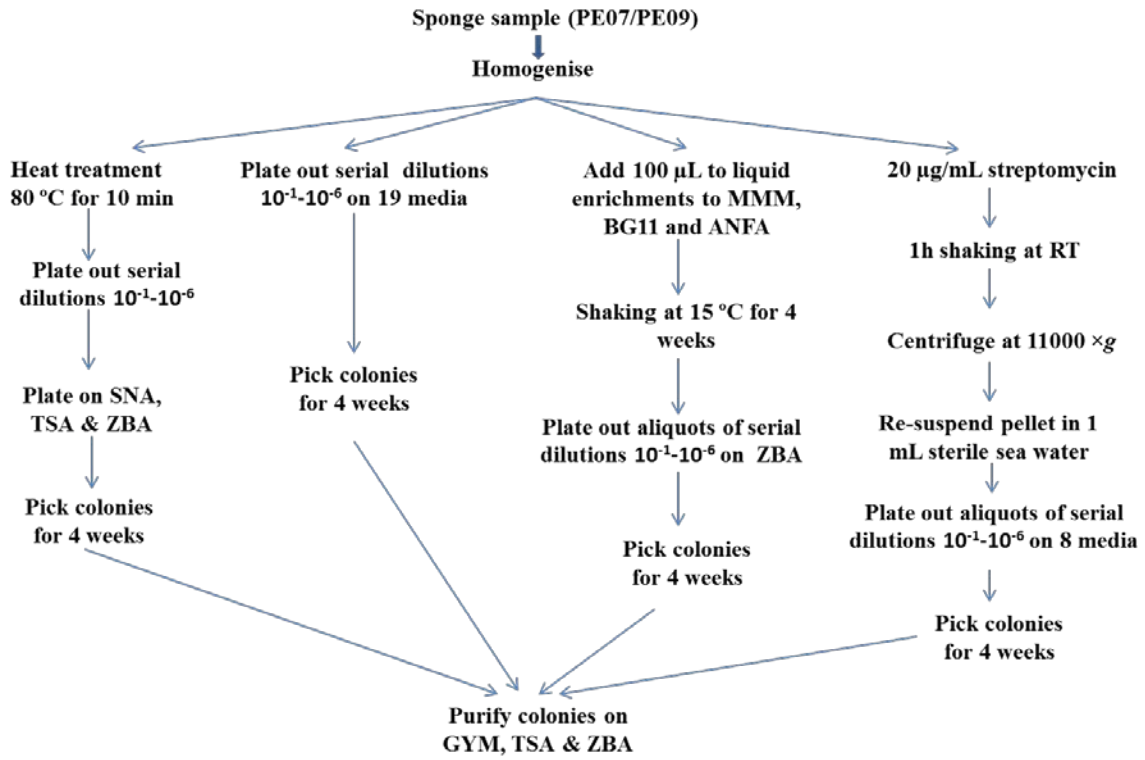 Sponge sample (PE07/PE09)
Homogenise
Heat treatment
80 ºC for 10 min
Plate out serial
dilutions 10⁻¹-10⁻⁶
Plate on SNA,
TSA & ZBA
Pick colonies
for 4 weeks
Plate out serial dilutions
10⁻¹-10⁻⁶ on 19 media
Pick colonies
for 4 weeks
Add 100 µL to liquid
enrichments to MMM,
BG11 and ANFA
Shaking at 15 ºC for 4
weeks
Plate out aliquots of serial
dilutions 10⁻¹-10⁻⁶ on ZBA
Pick colonies
for 4 weeks
20 µg/mL streptomycin
1h shaking at RT
Centrifuge at 11000 ×g
Re-suspend pellet in 1
mL sterile sea water
Plate out aliquots of serial
dilutions 10⁻¹-10⁻⁶ on 8 media
Pick colonies
for 4 weeks
Purify colonies on
GYM, TSA & ZBA